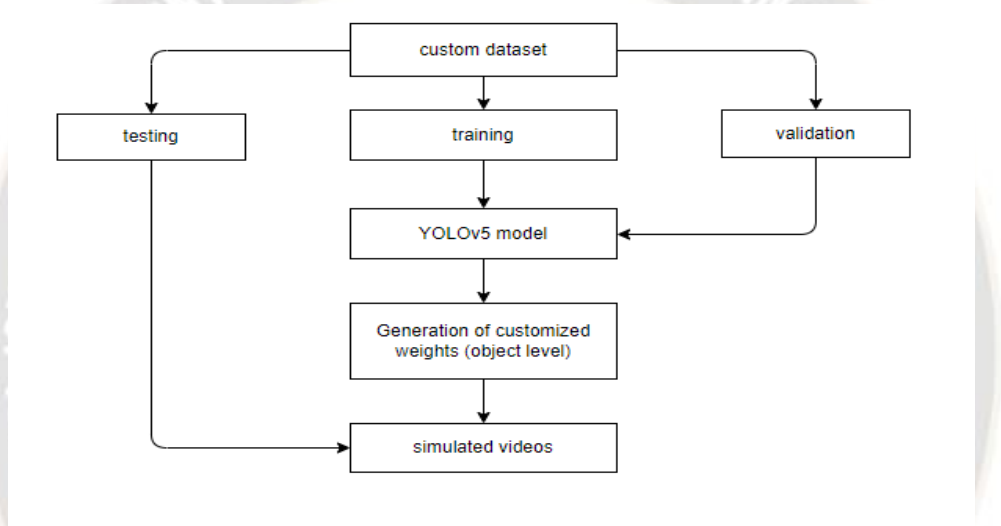 custom dataset
testing
training
validation
YOLOv5 model
Generation of customized
weights (object level)
simulated videos